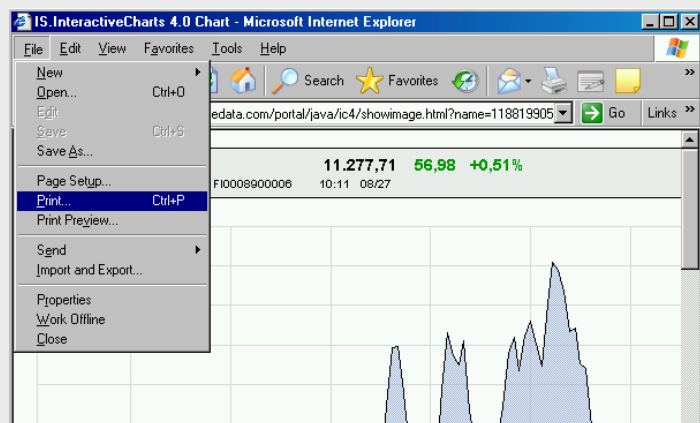 IS.InteractiveCharts 4.0 Chart - Microsoft Internet Explorer
File Edit View Favorites Tools Help
Search Favorites »
edata.com/portal/java/ic4/showimage.html?name=118819905 Go Links »
New
Open... Ctrl+O
Edit
Save Ctrl+S
Save As...
Page Setup...
Print... Ctrl+P
Print Preview...
Send
Import and Export...
Properties
Work Offline
Close
11.277,71 56,98 +0,51%
FI0008900006 10:11 08/27